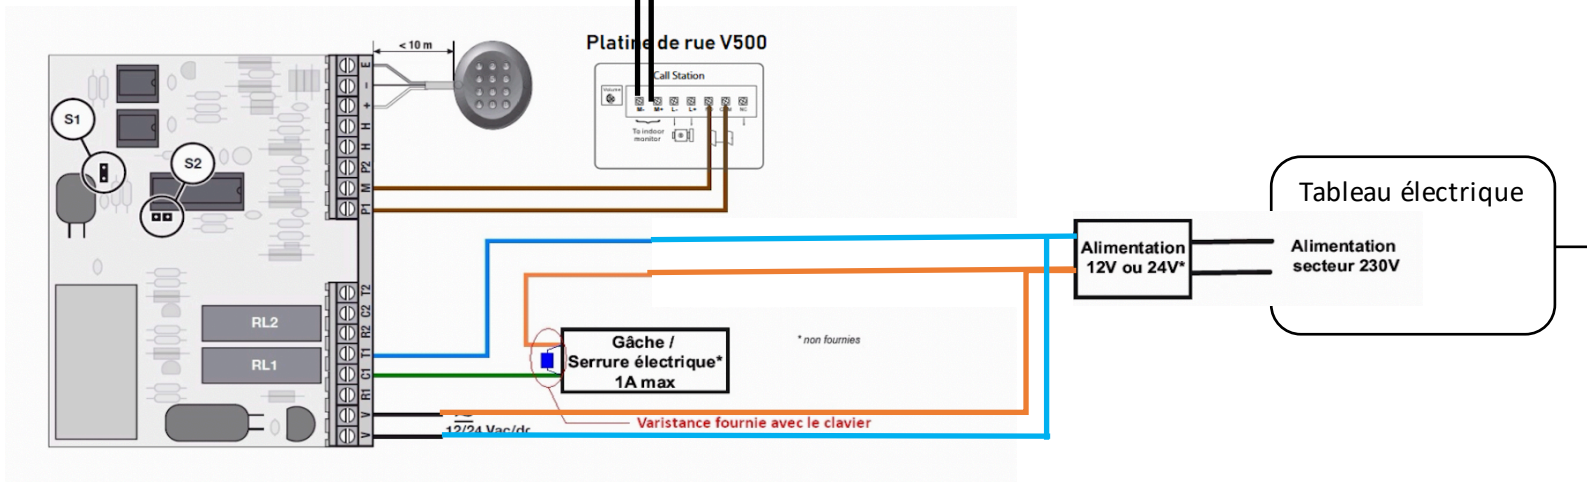 < 10 m
Platine de rue V500
Call Station
Volume
M- M+ L- L+ NC
To indoor
monitor
S1
S2
E
−
+
H
H
P2
M
P1
T2
C2
R2
T1
C1
R1
V
V
RL2
RL1
Gâche /
Serrure électrique*
1A max
* non fournies
Varistance fournie avec le clavier
12/24 Vac/dc
Alimentation
12V ou 24V*
Tableau électrique
Alimentation
secteur 230V